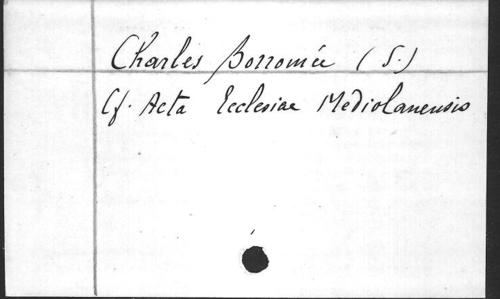 Charles Borromée (S.)
Cf. Acta Ecclesiae Mediolanensis